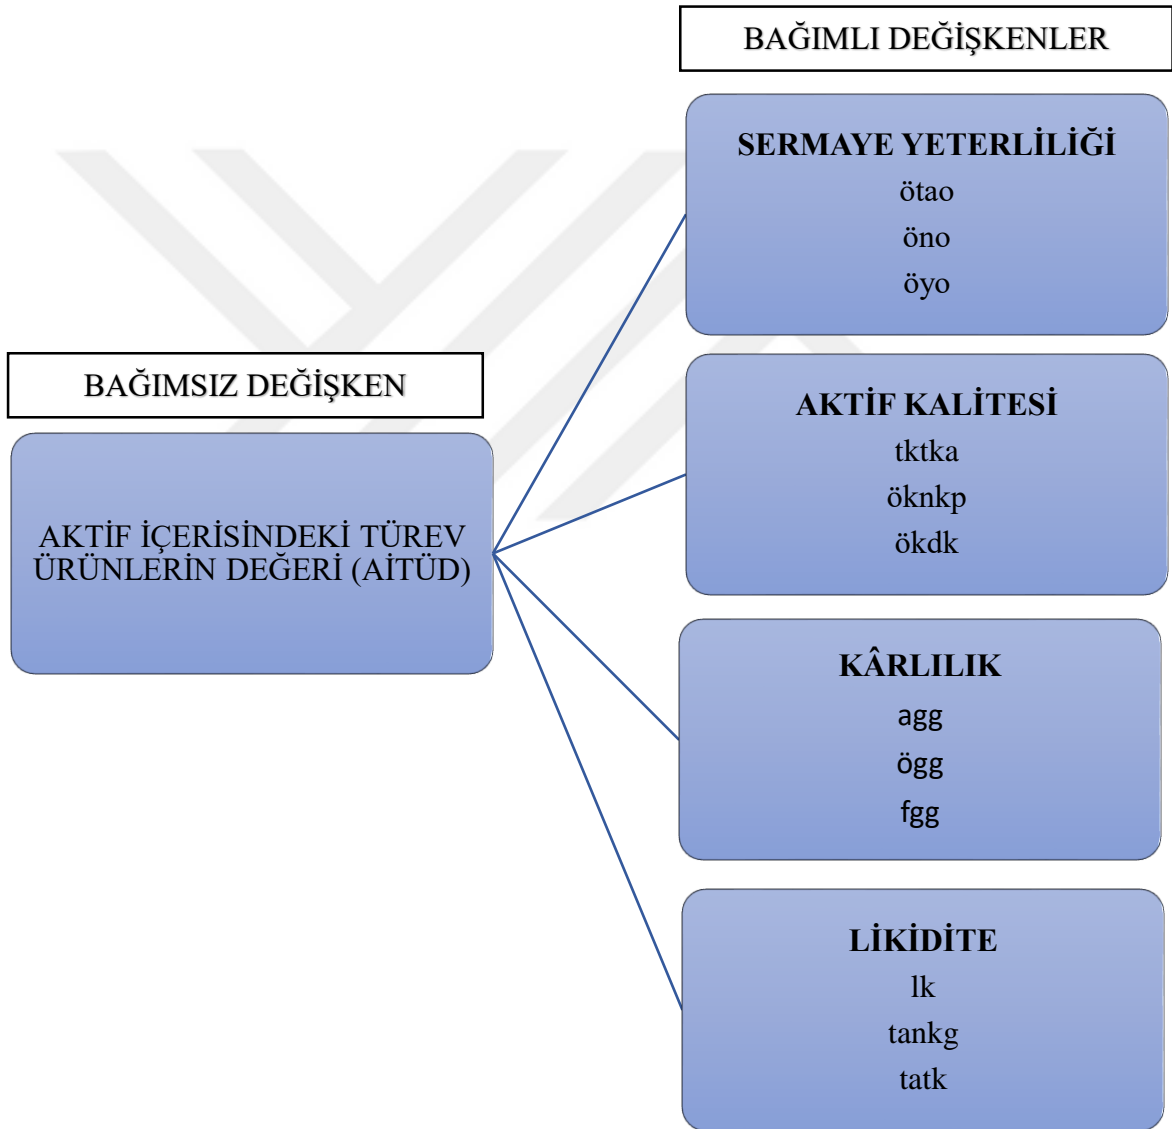 BAĞIMLI DEĞİŞKENLER
SERMAYE YETERLİLİĞİ
ötao
öno
öyo
BAĞIMSIZ DEĞİŞKEN
AKTİF İÇERİSİNDEKİ TÜREV
ÜRÜNLERİN DEĞERİ (AİTÜD)
AKTİF KALİTESİ
tktka
öknkp
ökdk
KÂRLILIK
agg
ögg
fgg
LİKİDİTE
lk
tankg
tatk